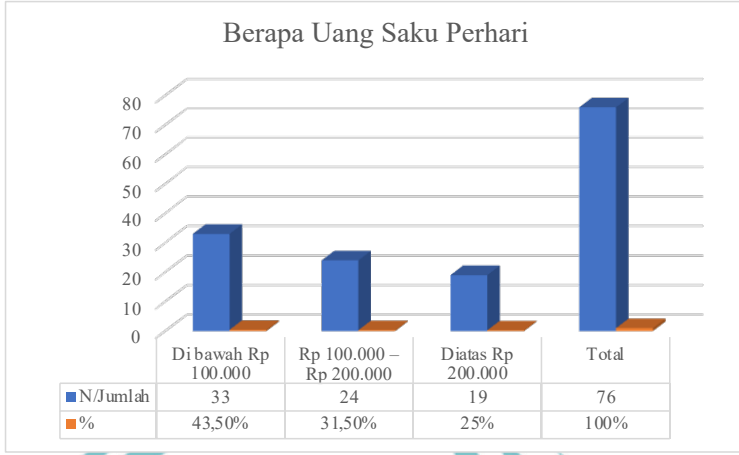 Berapa Uang Saku Perhari
80
70
60
50
40
30
20
10
0
Di bawah Rp 100.000 Rp 100.000 – Rp 200.000 Diatas Rp 200.000 Total
N/Jumlah 33 24 19 76
% 43,50% 31,50% 25% 100%